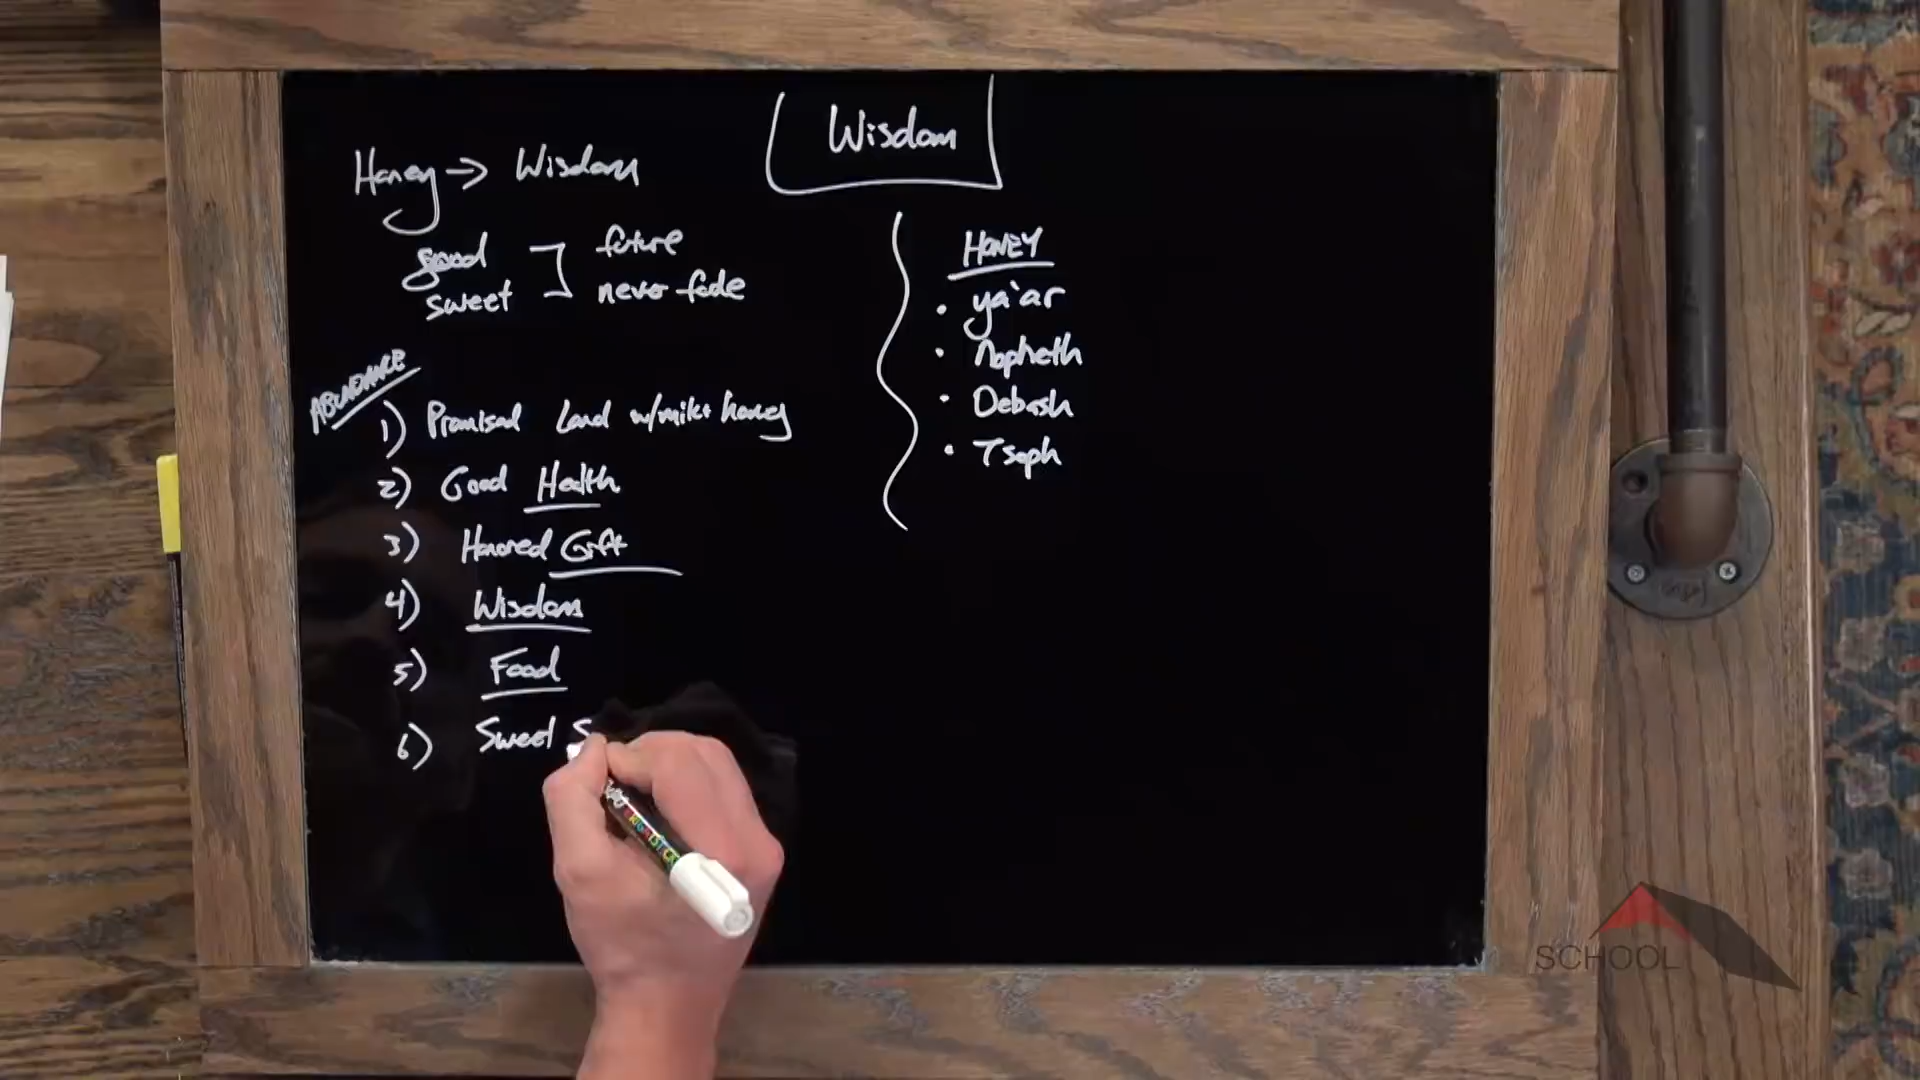 Wisdom
Honey → Wisdom
good
sweet
future
never fade
ABUNDANCE
1) Promised Land w/milk + honey
2) Good Health
3) Honored Gift
4) Wisdom
5) Food
6) Sweet S
HONEY
• ya'ar
• Nopheth
• Debash
• Tsoph
SCHOOL